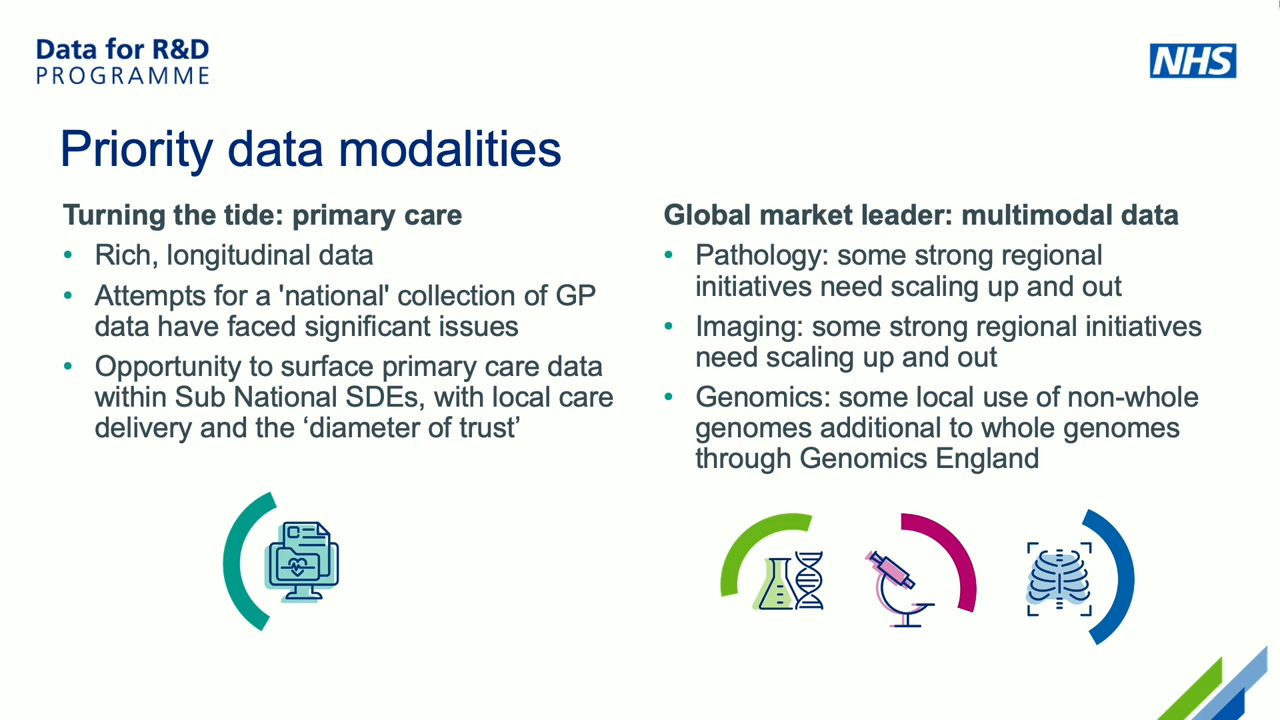 Data for R&D
PROGRAMME
NHS
Priority data modalities
Turning the tide: primary care
• Rich, longitudinal data
• Attempts for a 'national' collection of GP
data have faced significant issues
• Opportunity to surface primary care data
within Sub National SDEs, with local care
delivery and the ‘diameter of trust’
Global market leader: multimodal data
• Pathology: some strong regional
initiatives need scaling up and out
• Imaging: some strong regional initiatives
need scaling up and out
• Genomics: some local use of non-whole
genomes additional to whole genomes
through Genomics England